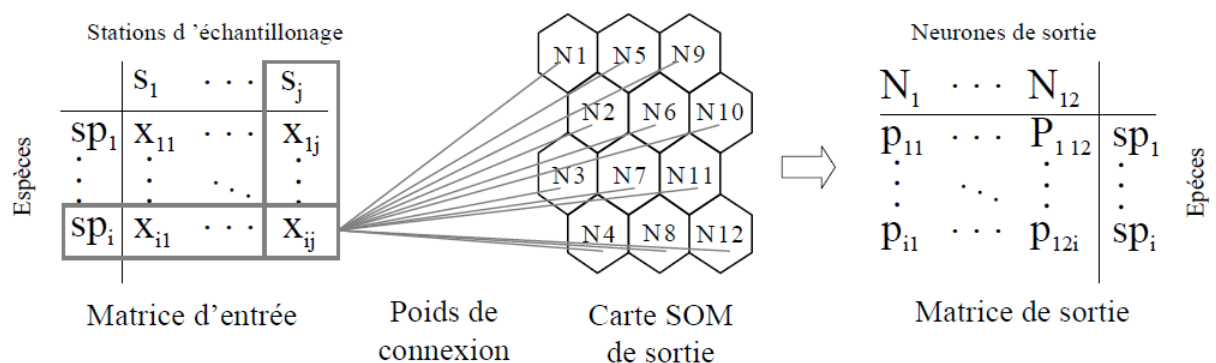 Stations d 'échantillonage
s1 · · · sj
sp1 x11 · · · x1j
spi xi1 · · · xij
Espèces
Matrice d'entrée
Poids de
connexion
N1 N5 N9
N2 N6 N10
N3 N7 N11
N4 N8 N12
Carte SOM
de sortie
Neurones de sortie
N1 · · · N12
p11 · · · P1 12 sp1
pi1 · · · p12i spi
Epéces
Matrice de sortie